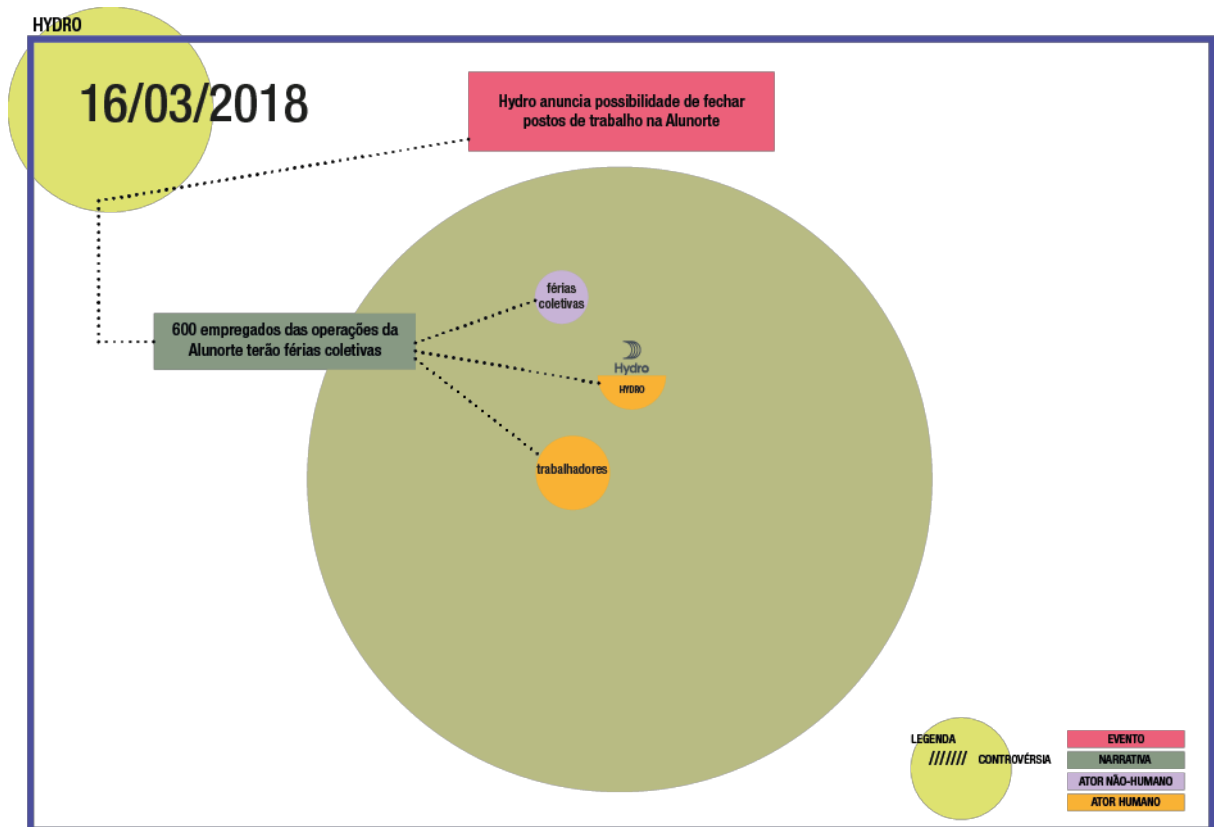 HYDRO
16/03/2018
Hydro anuncia possibilidade de fechar
postos de trabalho na Alunorte
férias
coletivas
600 empregados das operações da
Alunorte terão férias coletivas
Hydro
HYDRO
trabalhadores
LEGENDA
/////// CONTROVÉRSIA
EVENTO
NARRATIVA
ATOR NÀO-HUMANO
ATOR HUMANO